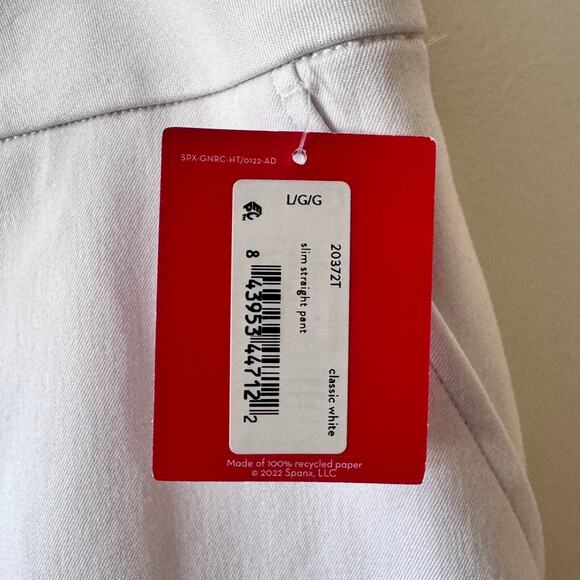 SPX-GNRC-HT/0122-AD
L/G/G
20372T
slim straight pant
classic white
8 43953 44712 2
Made of 100% recycled paper
© 2022 Spanx, LLC